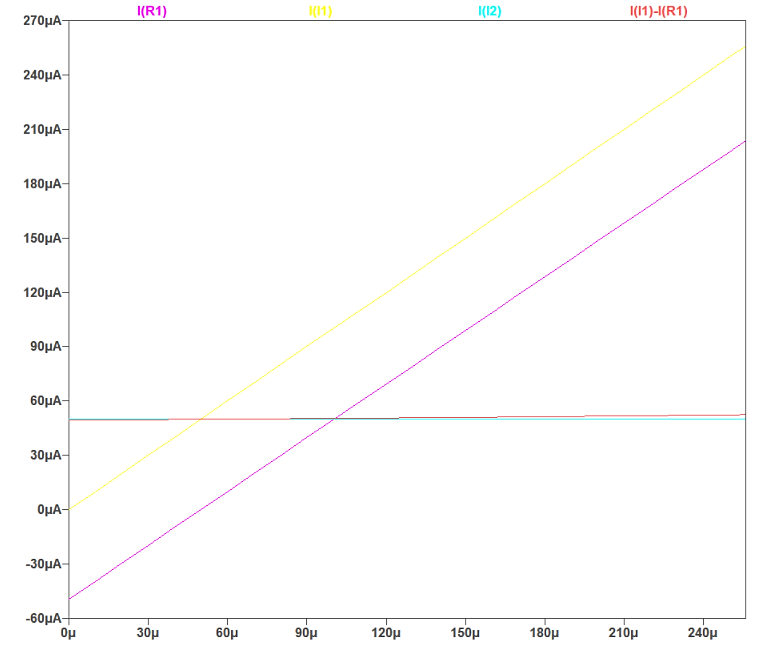 I(R1) I(I1) I(I2) I(I1)-I(R1)
270µA
240µA
210µA
180µA
150µA
120µA
90µA
60µA
30µA
0µA
-30µA
-60µA
0µ 30µ 60µ 90µ 120µ 150µ 180µ 210µ 240µ